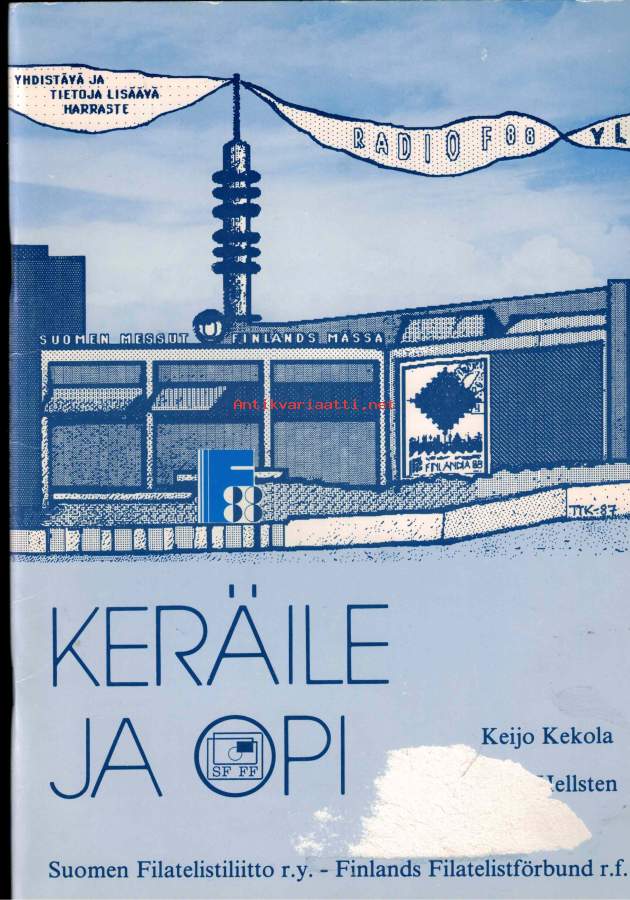 YHDISTÄVÄ JA
TIETOJA LISÄÄVÄ
HARRASTE
RADIO F88 YL
SUOMEN MESSUT FINLANDS MÄSSA
Antikvariaatti.net
FINLANDIA 88
F
88
TTK-87
KERÄILE
JA OPI
SF FF
Keijo Kekola
Hellsten
Suomen Filatelistiliitto r.y. - Finlands Filatelistförbund r.f.